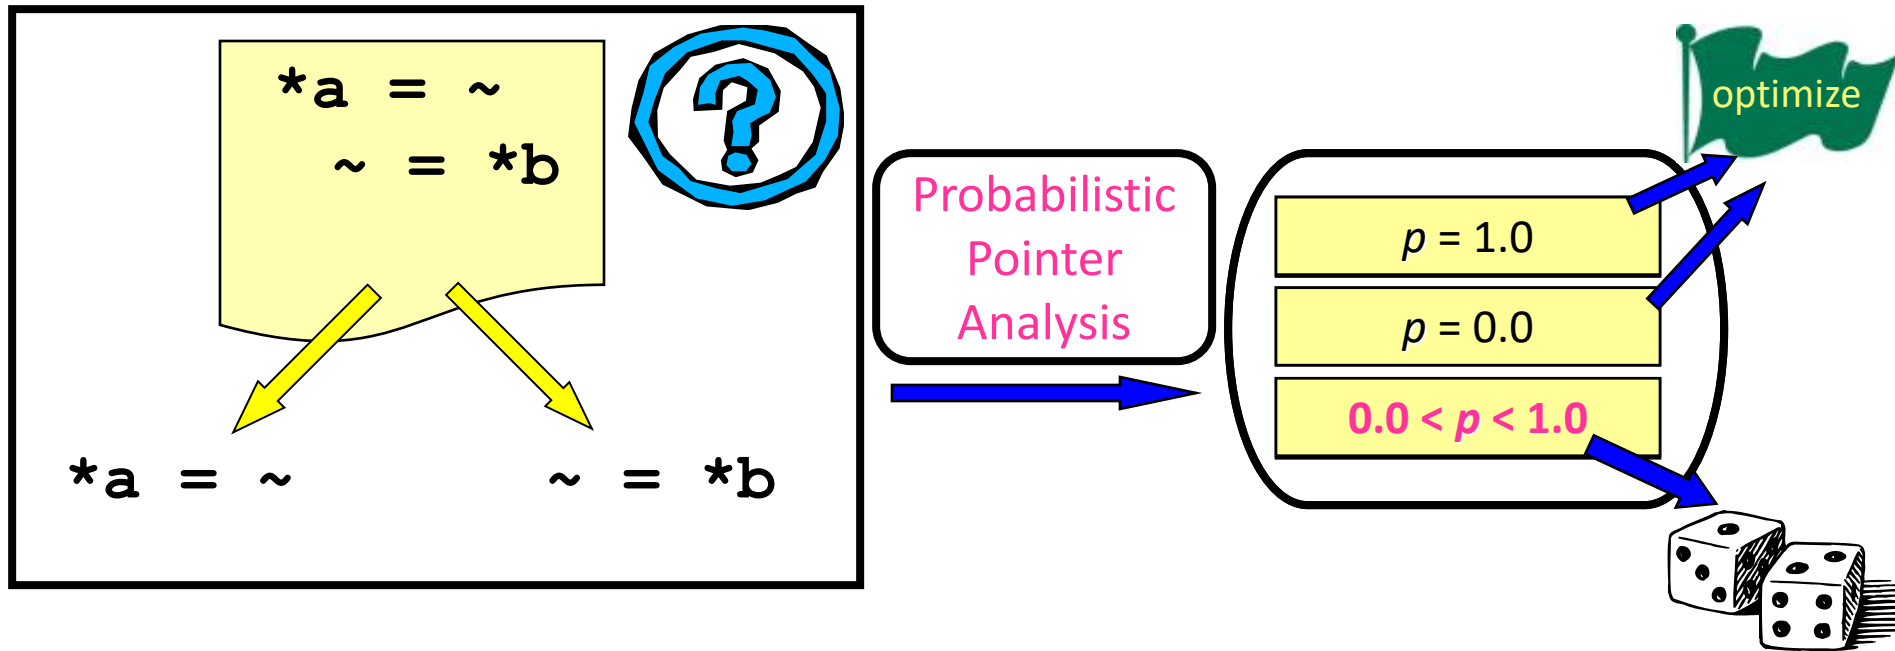 *a = ~
~ = *b
*a = ~
~ = *b
Probabilistic
Pointer
Analysis
p = 1.0
p = 0.0
0.0 < p < 1.0
optimize